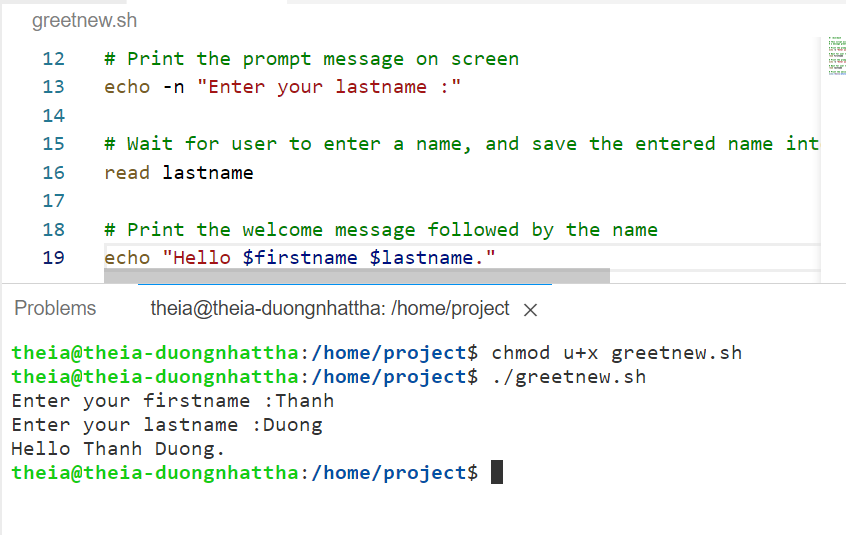 greetnew.sh
12 # Print the prompt message on screen
13 echo -n "Enter your lastname :"
14
15 # Wait for user to enter a name, and save the entered name int
16 read lastname
17
18 # Print the welcome message followed by the name
19 echo "Hello $firstname $lastname."
Problems theia@theia-duongnhattha: /home/project ×
theia@theia-duongnhattha:/home/project$ chmod u+x greetnew.sh
theia@theia-duongnhattha:/home/project$ ./greetnew.sh
Enter your firstname :Thanh
Enter your lastname :Duong
Hello Thanh Duong.
theia@theia-duongnhattha:/home/project$